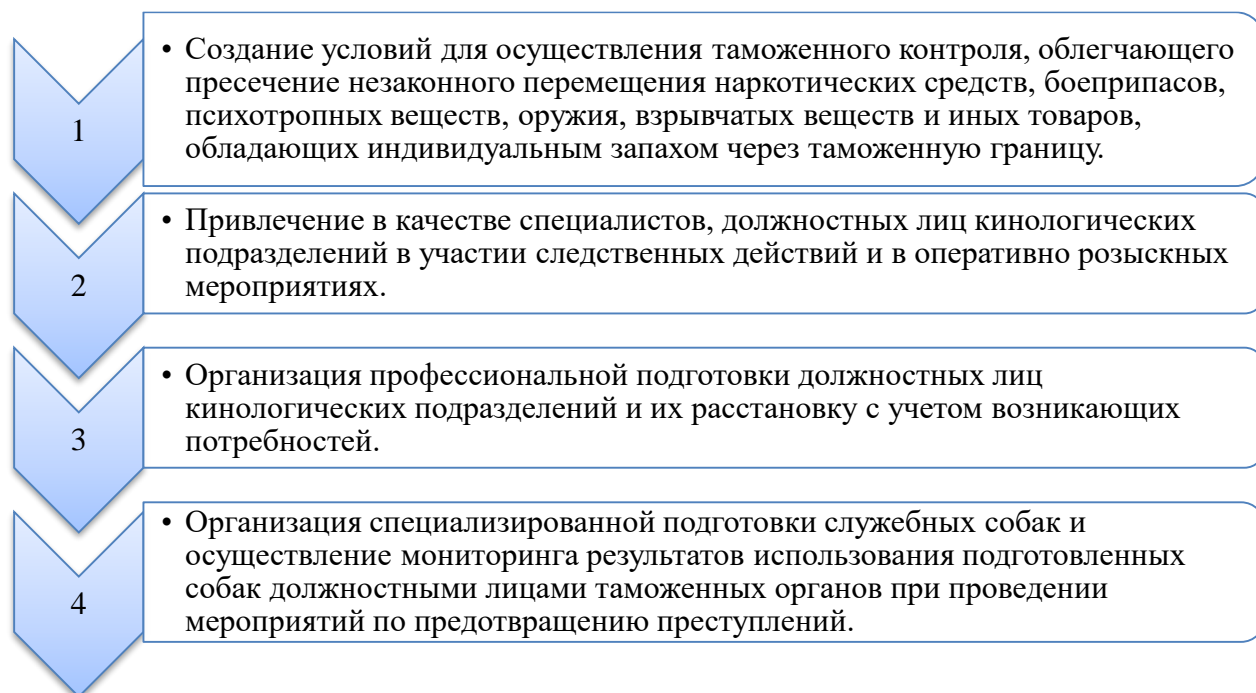 1
• Создание условий для осуществления таможенного контроля, облегчающего
пресечение незаконного перемещения наркотических средств, боеприпасов,
психотропных веществ, оружия, взрывчатых веществ и иных товаров,
обладающих индивидуальным запахом через таможенную границу.
2
• Привлечение в качестве специалистов, должностных лиц кинологических
подразделений в участии следственных действий и в оперативно розыскных
мероприятиях.
3
• Организация профессиональной подготовки должностных лиц
кинологических подразделений и их расстановку с учетом возникающих
потребностей.
4
• Организация специализированной подготовки служебных собак и
осуществление мониторинга результатов использования подготовленных
собак должностными лицами таможенных органов при проведении
мероприятий по предотвращению преступлений.